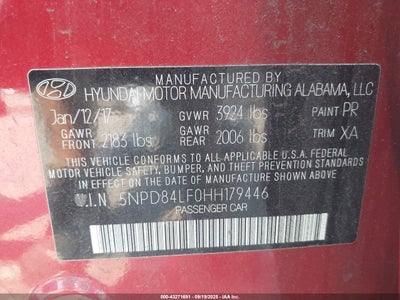 MANUFACTURED BY
HYUNDAI MOTOR MANUFACTURING ALABAMA, LLC
Jan/12/17 GVWR 3924 lbs PAINT PR
GAWR FRONT 2183 lbs GAWR REAR 2006 lbs TRIM XA
THIS VEHICLE CONFORMS TO ALL APPLICABLE U.S.A. FEDERAL
MOTOR VEHICLE SAFETY, BUMPER, AND THEFT PREVENTION
STANDARDS IN EFFECT ON THE DATE OF MANUFACTURE SHOWN ABOVE.
V.I.N 5NPD84LF0HH179446
PASSENGER CAR
000-43271691 - 09/19/2025 - IAA, Inc.